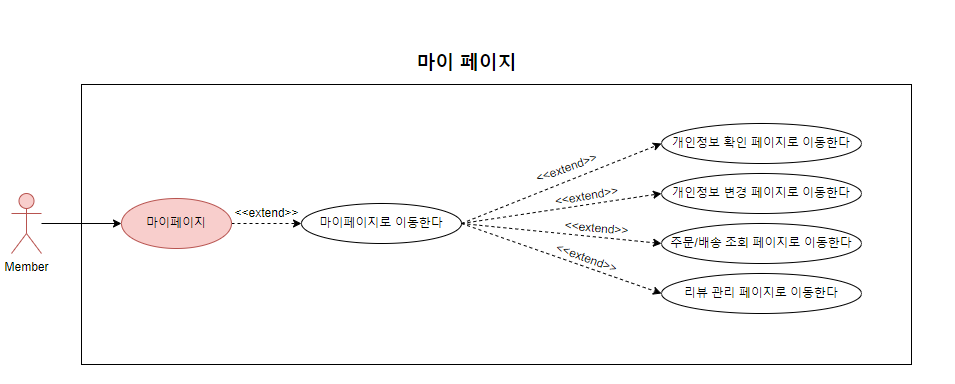 마이 페이지
개인정보 확인 페이지로 이동한다
<<extend>>
개인정보 변경 페이지로 이동한다
<<extend>>
마이페이지
<<extend>>
마이페이지로 이동한다
<<extend>>
주문/배송 조회 페이지로 이동한다
<<extend>>
리뷰 관리 페이지로 이동한다
Member